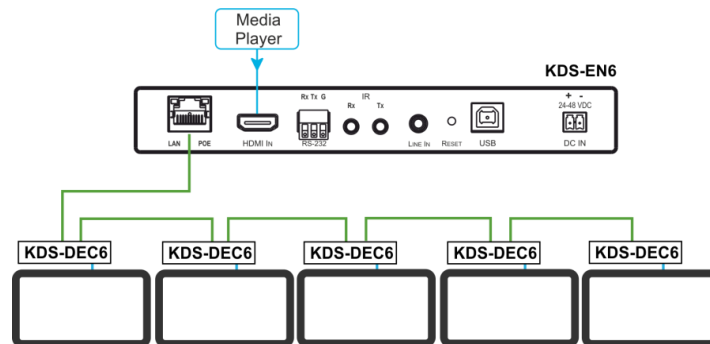 Media
Player
KDS-EN6
Rx Tx G
IR
Rx
Tx
+ -
24-48 VDC
LAN
POE
HDMI IN
RS-232
LINE IN
RESET
USB
DC IN
KDS-DEC6
KDS-DEC6
KDS-DEC6
KDS-DEC6
KDS-DEC6